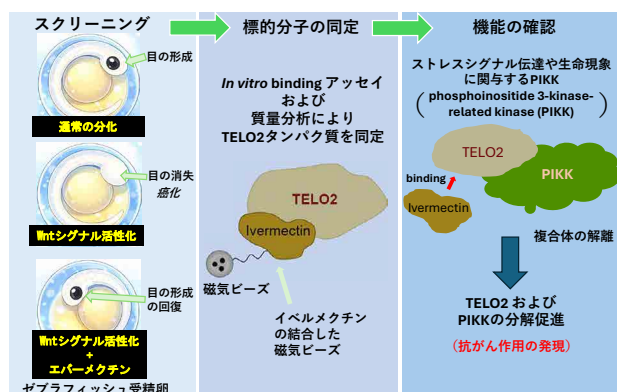 スクリーニング
目の形成
通常の分化
目の消失
癌化
Wntシグナル活性化
目の形成
の回復
Wntシグナル活性化
+
エバーメクチン
ゼブラフィッシュ受精卵
標的分子の同定
In vitro binding アッセイ
および
質量分析により
TELO2タンパク質を同定
TELO2
Ivermectin
磁気ビーズ
イベルメクチン
の結合した
磁気ビーズ
機能の確認
ストレスシグナル伝達や生命現象
に関与するPIKK
(phosphoinositide 3-kinase-
related kinase (PIKK))
TELO2
binding
PIKK
Ivermectin
複合体の解離
TELO2 および
PIKKの分解促進
(抗がん作用の発現)